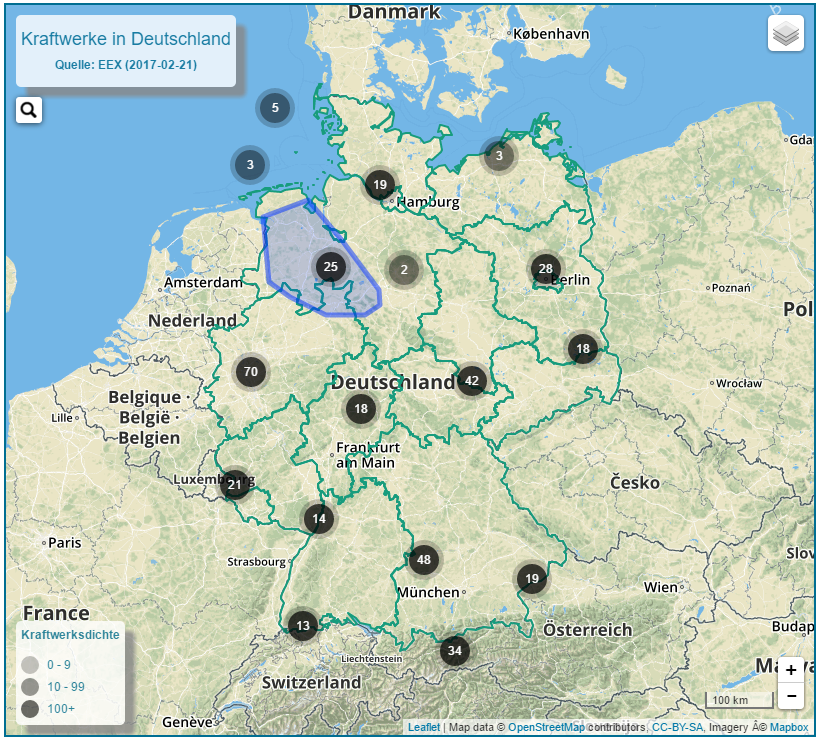 Danmark
København
Kraftwerke in Deutschland
Quelle: EEX (2017-02-21)
5
3
3
19
Hamburg
25
2
28
Berlin
Amsterdam
Poznań
Nederland
Pol
18
70
Deutschland
42
Wrocław
Belgique ·
België ·
Belgien
Lille
18
Frankfurt
am Main
Luxembourg
21
Česko
14
Paris
Strasbourg
48
19
München
Wien
France
13
Österreich
Budap
34
Liechtenstein
Switzerland
Genève
Kraftwerksdichte
0 - 9
10 - 99
100+
+
−
100 km
Leaflet | Map data © OpenStreetMap contributors, CC-BY-SA, Imagery Â© Mapbox